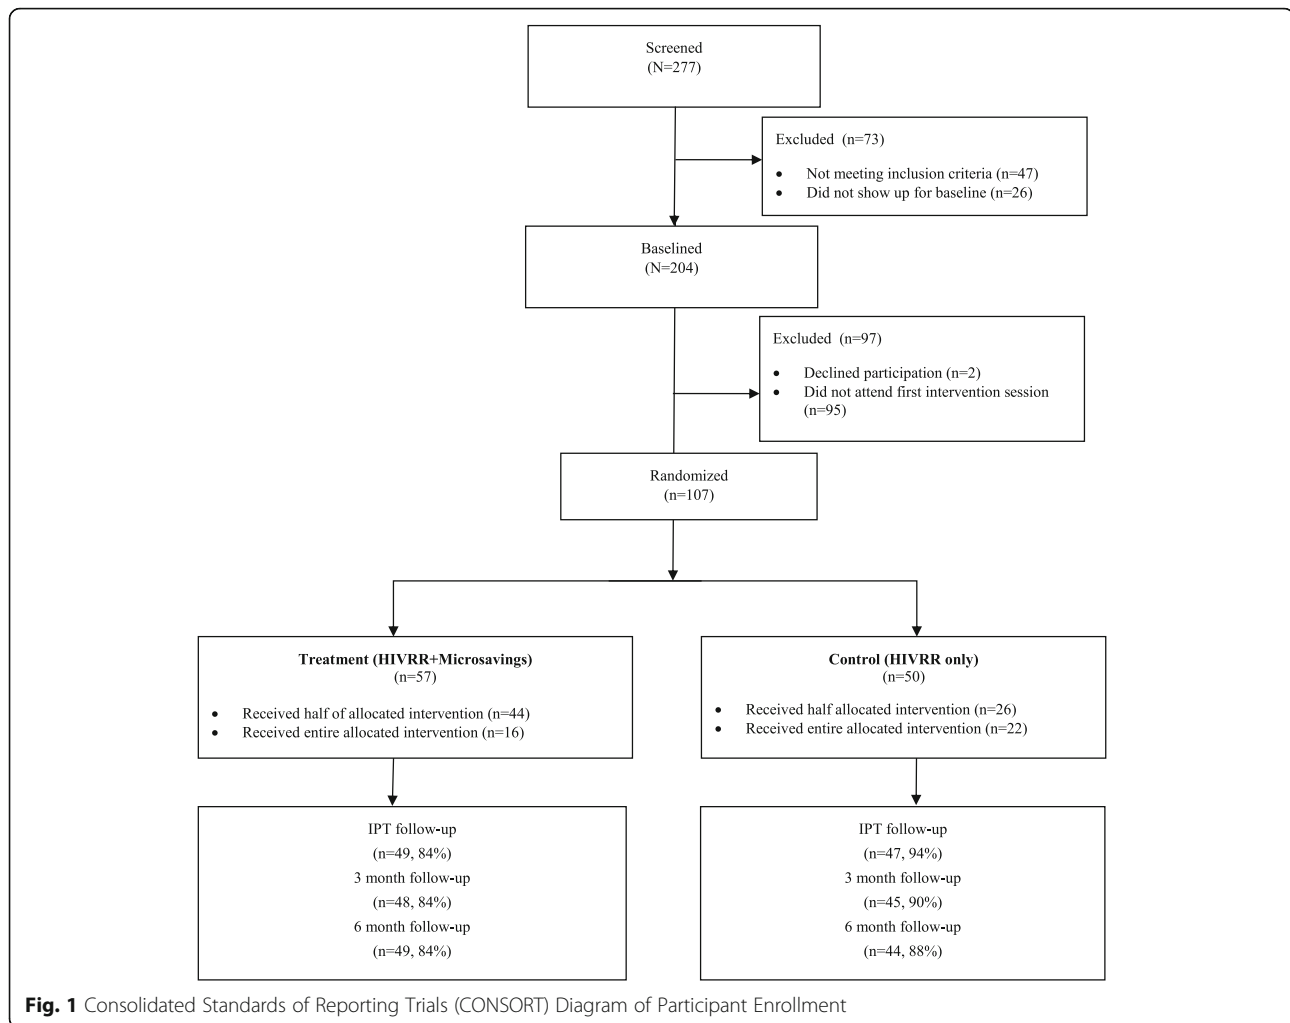 Screened
(N=277)
Excluded (n=73)
• Not meeting inclusion criteria (n=47)
• Did not show up for baseline (n=26)
Baselined
(N=204)
Excluded (n=97)
• Declined participation (n=2)
• Did not attend first intervention session
(n=95)
Randomized
(n=107)
Treatment (HIVRR+Microsavings)
(n=57)
• Received half of allocated intervention (n=44)
• Received entire allocated intervention (n=16)
Control (HIVRR only)
(n=50)
• Received half allocated intervention (n=26)
• Received entire allocated intervention (n=22)
IPT follow-up
(n=49, 84%)
3 month follow-up
(n=48, 84%)
6 month follow-up
(n=49, 84%)
IPT follow-up
(n=47, 94%)
3 month follow-up
(n=45, 90%)
6 month follow-up
(n=44, 88%)
Fig. 1 Consolidated Standards of Reporting Trials (CONSORT) Diagram of Participant Enrollment